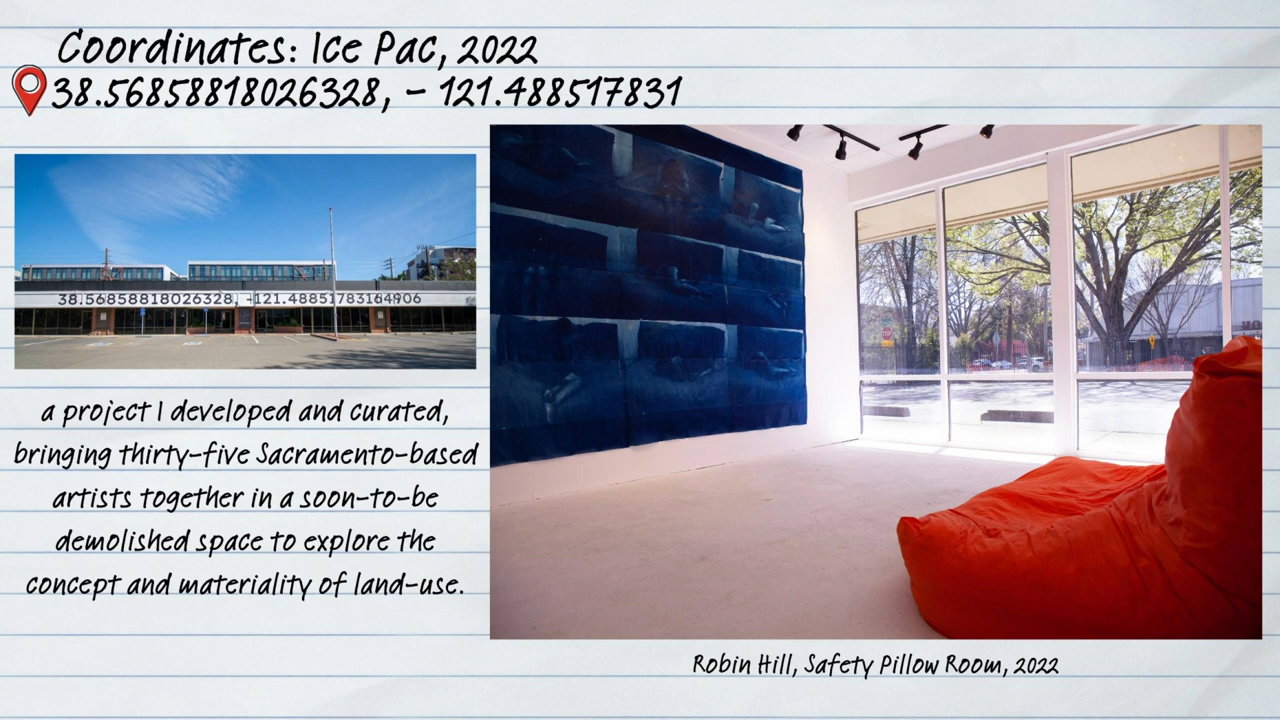 Coordinates: Ice Pac, 2022
38.56858818026328, - 121.488517831
38.56858818026328, -121.48851783164906
a project I developed and curated,
bringing thirty-five Sacramento-based
artists together in a soon-to-be
demolished space to explore the
concept and materiality of land-use.
Robin Hill, Safety Pillow Room, 2022